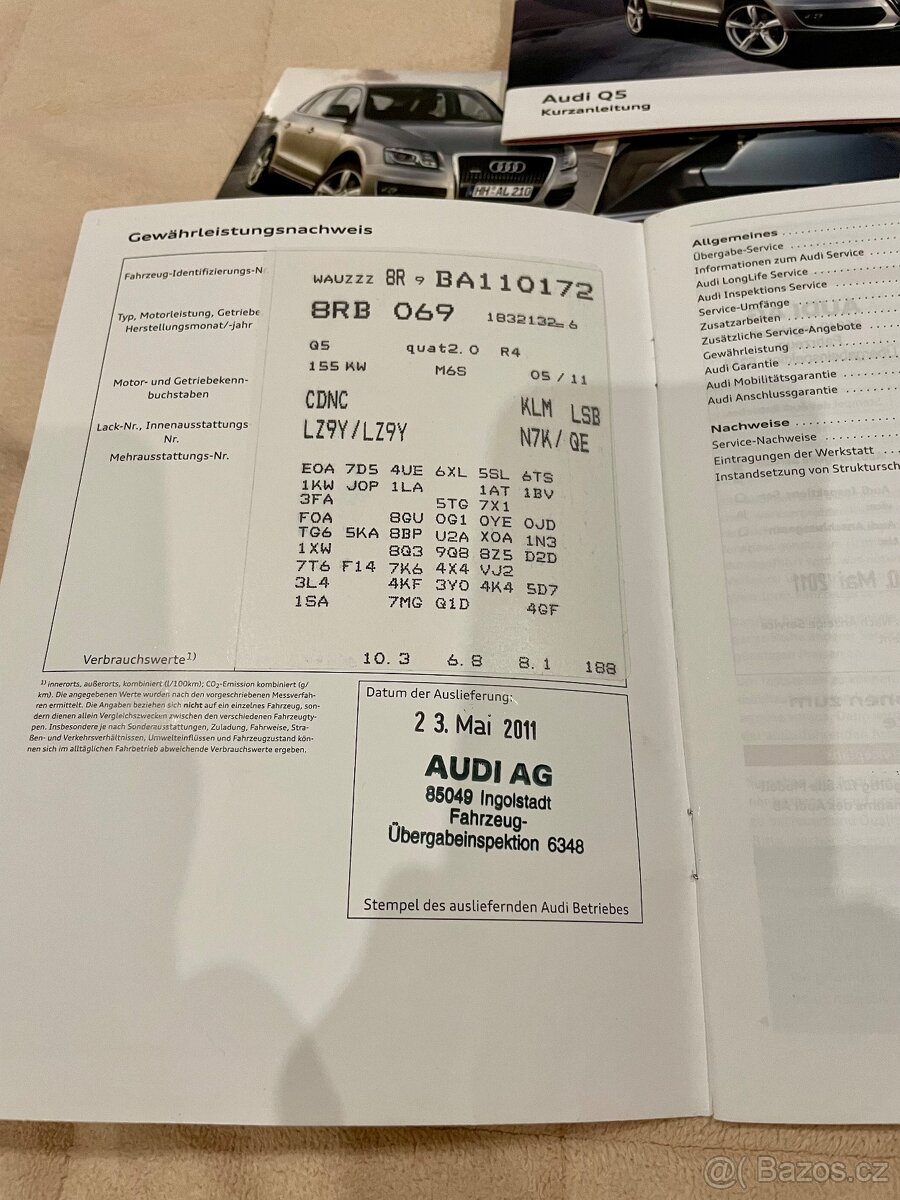 Audi Q5
Kurzanleitung
HH-AL 210
Gewährleistungsnachweis
Fahrzeug-Identifizierungs-N
WAUZZZ 8R 9 BA110172
8RB 069 1832132=6
Typ, Motorleistung, Getriebe
Herstellungsmonat/-jahr
Q5 quat2.0 R4
155 KW M6S 05/11
Motor- und Getriebekenn-
buchstaben
CDNC KLM LSB
Lack-Nr., Innenausstattungs
Nr.
LZ9Y/LZ9Y N7K/QE
Mehrausstattungs-Nr.
E0A 7D5 4UE 6XL 5SL 6TS
1KW J0P 1LA 1AT 1BV
3FA 5TG 7X1
F0A 8GU 0G1 0YE 0JD
TG6 5KA 8BP U2A X0A 1N3
1XW 8Q3 9Q8 8Z5 D2D
7T6 F14 7K6 4X4 VJ2
3L4 4KF 3Y0 4K4 5D7
1SA 7MG Q1D 4GF
Verbrauchswerte1) 10.3 6.8 8.1 188
1) innerorts, außerorts, kombiniert (l/100km); CO2-Emission kombiniert (g/
km). Die angegebenen Werte wurden nach den vorgeschriebenen Messverfah-
ren ermittelt. Die Angaben beziehen sich nicht auf ein einzelnes Fahrzeug, son-
dern dienen allein Vergleichszwecken zwischen den verschiedenen Fahrzeugty-
pen. Insbesondere je nach Sonderausstattungen, Zuladung, Fahrweise, Stra-
ßen- und Verkehrsverhältnissen, Umwelteinflüssen und Fahrzeugzustand kön-
nen sich im alltäglichen Fahrbetrieb abweichende Verbrauchswerte ergeben.
Datum der Auslieferung:
23. Mai 2011
AUDI AG
85049 Ingolstadt
Fahrzeug-
Übergabeinspektion 6348
Stempel des ausliefernden Audi Betriebes
Allgemeines
Übergabe-Service
Informationen zum Audi Service
Audi LongLife Service
Audi Inspektions Service
Service-Umfänge
Zusatzarbeiten
Zusätzliche Service-Angebote
Gewährleistung
Audi Garantie
Audi Mobilitätsgarantie
Audi Anschlussgarantie
Nachweise
Service-Nachweise
Eintragungen der Werkstatt
Instandsetzung von Struktursch
@( Bazos.cz